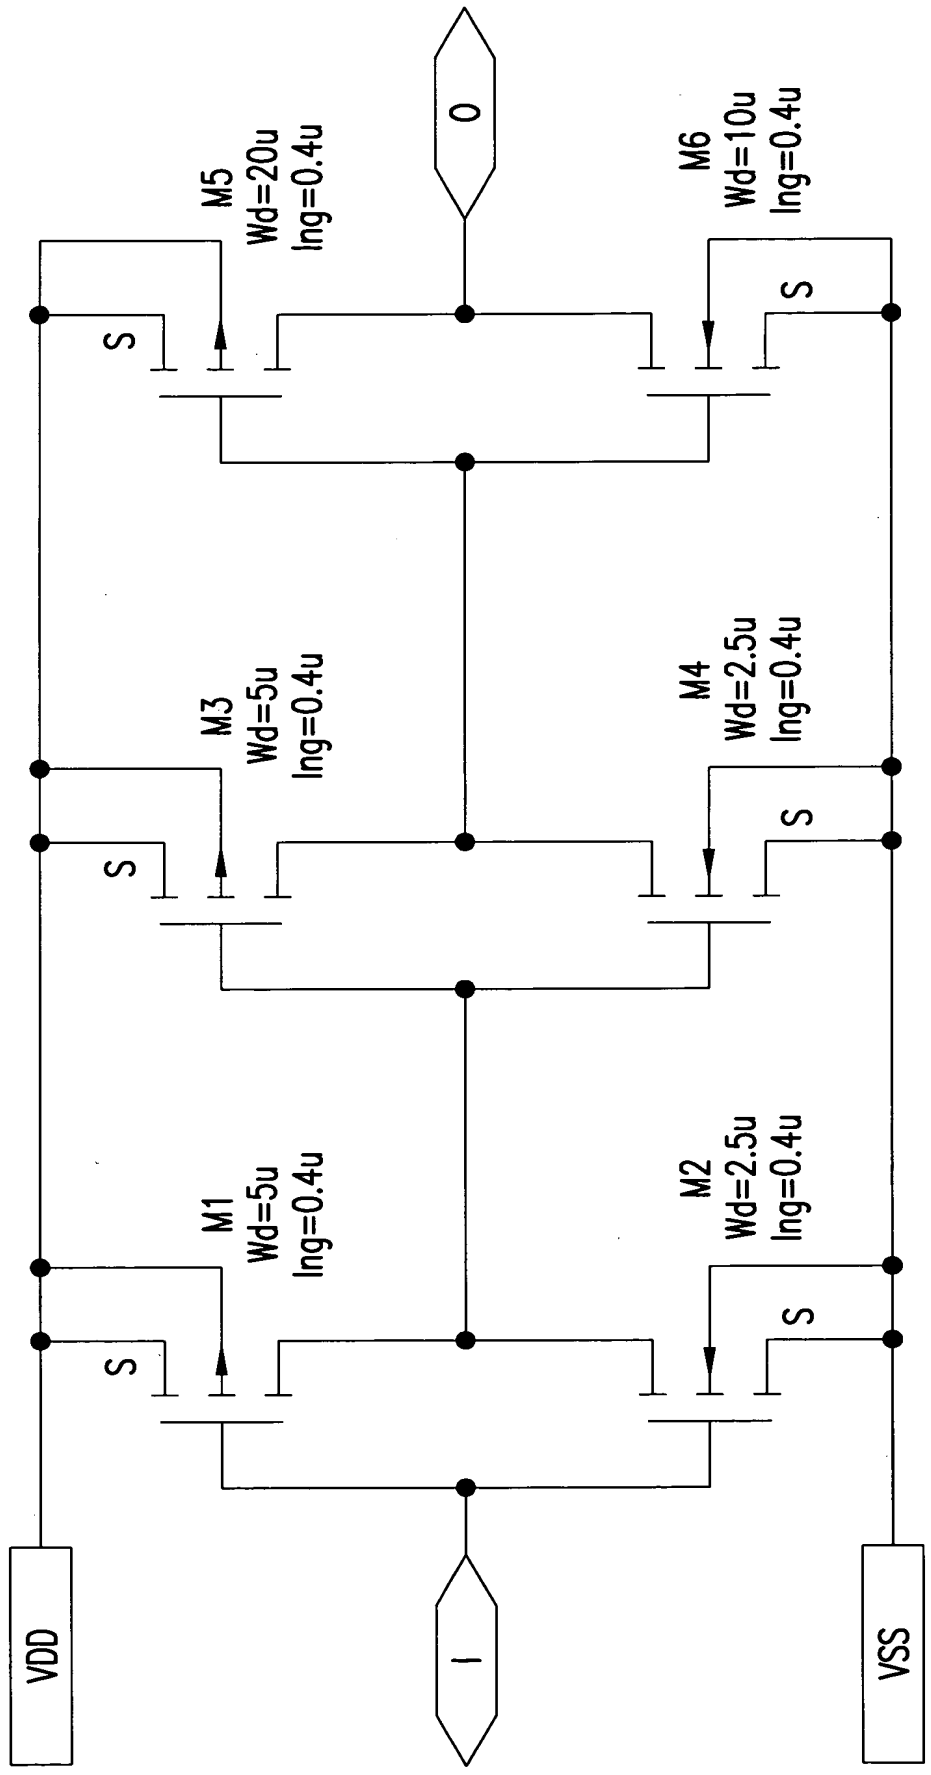 VDD
S
M1
Wd=5u
lng=0.4u
S
M3
Wd=5u
lng=0.4u
S
M5
Wd=20u
lng=0.4u
I
O
M2
Wd=2.5u
lng=0.4u
S
M4
Wd=2.5u
lng=0.4u
S
M6
Wd=10u
lng=0.4u
S
VSS